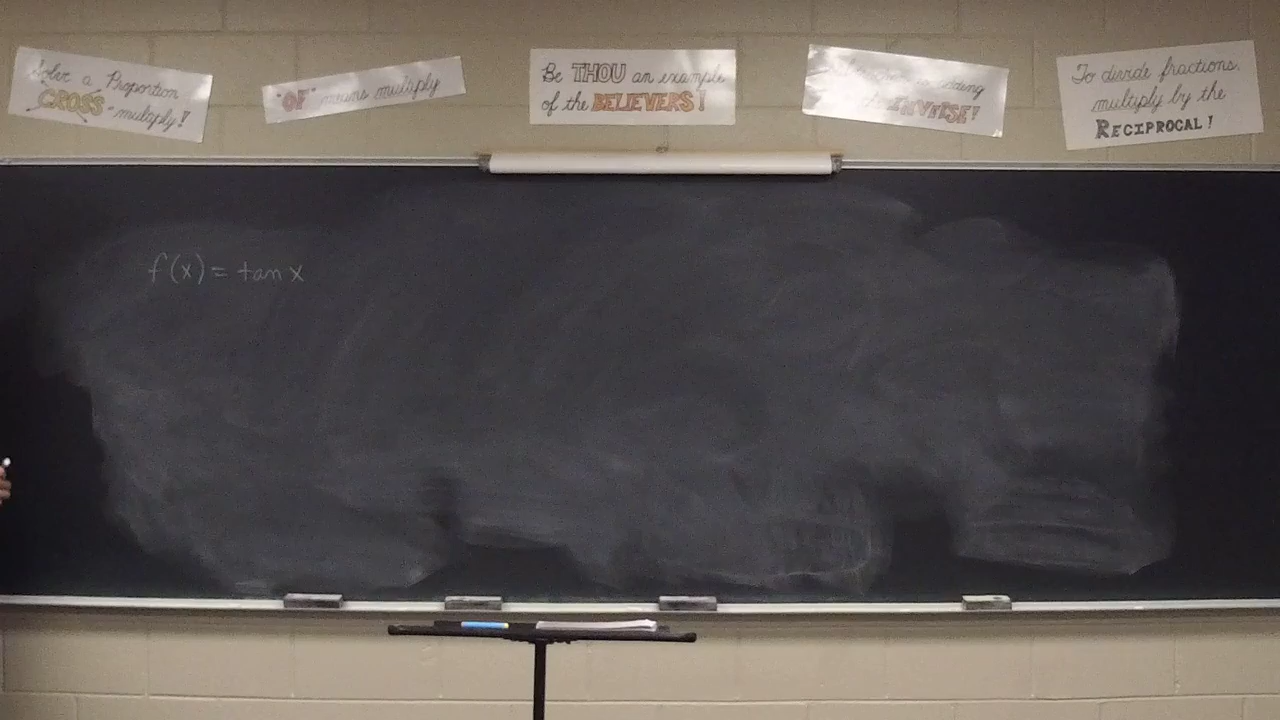 Solve a Proportion
"CROSS" multiply!
"OF" means multiply
Be THOU an example
of the BELIEVERS!
INVERSE!
To divide fractions,
multiply by the
RECIPROCAL!
f(x) = tan x